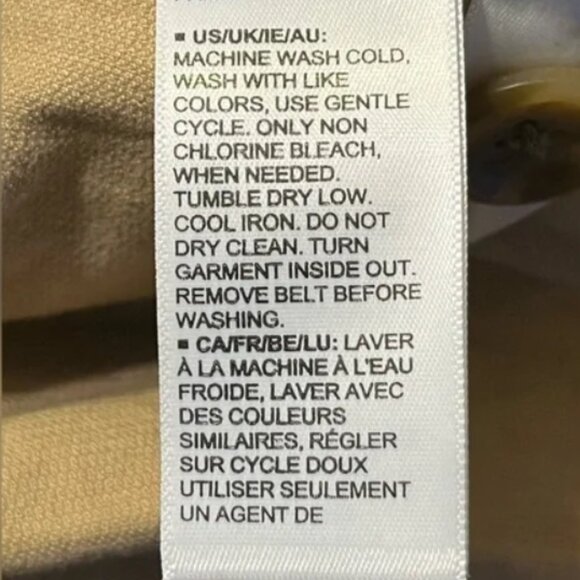 ▪ US/UK/IE/AU:
MACHINE WASH COLD,
WASH WITH LIKE
COLORS, USE GENTLE
CYCLE. ONLY NON
CHLORINE BLEACH,
WHEN NEEDED.
TUMBLE DRY LOW.
COOL IRON. DO NOT
DRY CLEAN. TURN
GARMENT INSIDE OUT.
REMOVE BELT BEFORE
WASHING.
▪ CA/FR/BE/LU: LAVER
À LA MACHINE À L'EAU
FROIDE, LAVER AVEC
DES COULEURS
SIMILAIRES, RÉGLER
SUR CYCLE DOUX
UTILISER SEULEMENT
UN AGENT DE